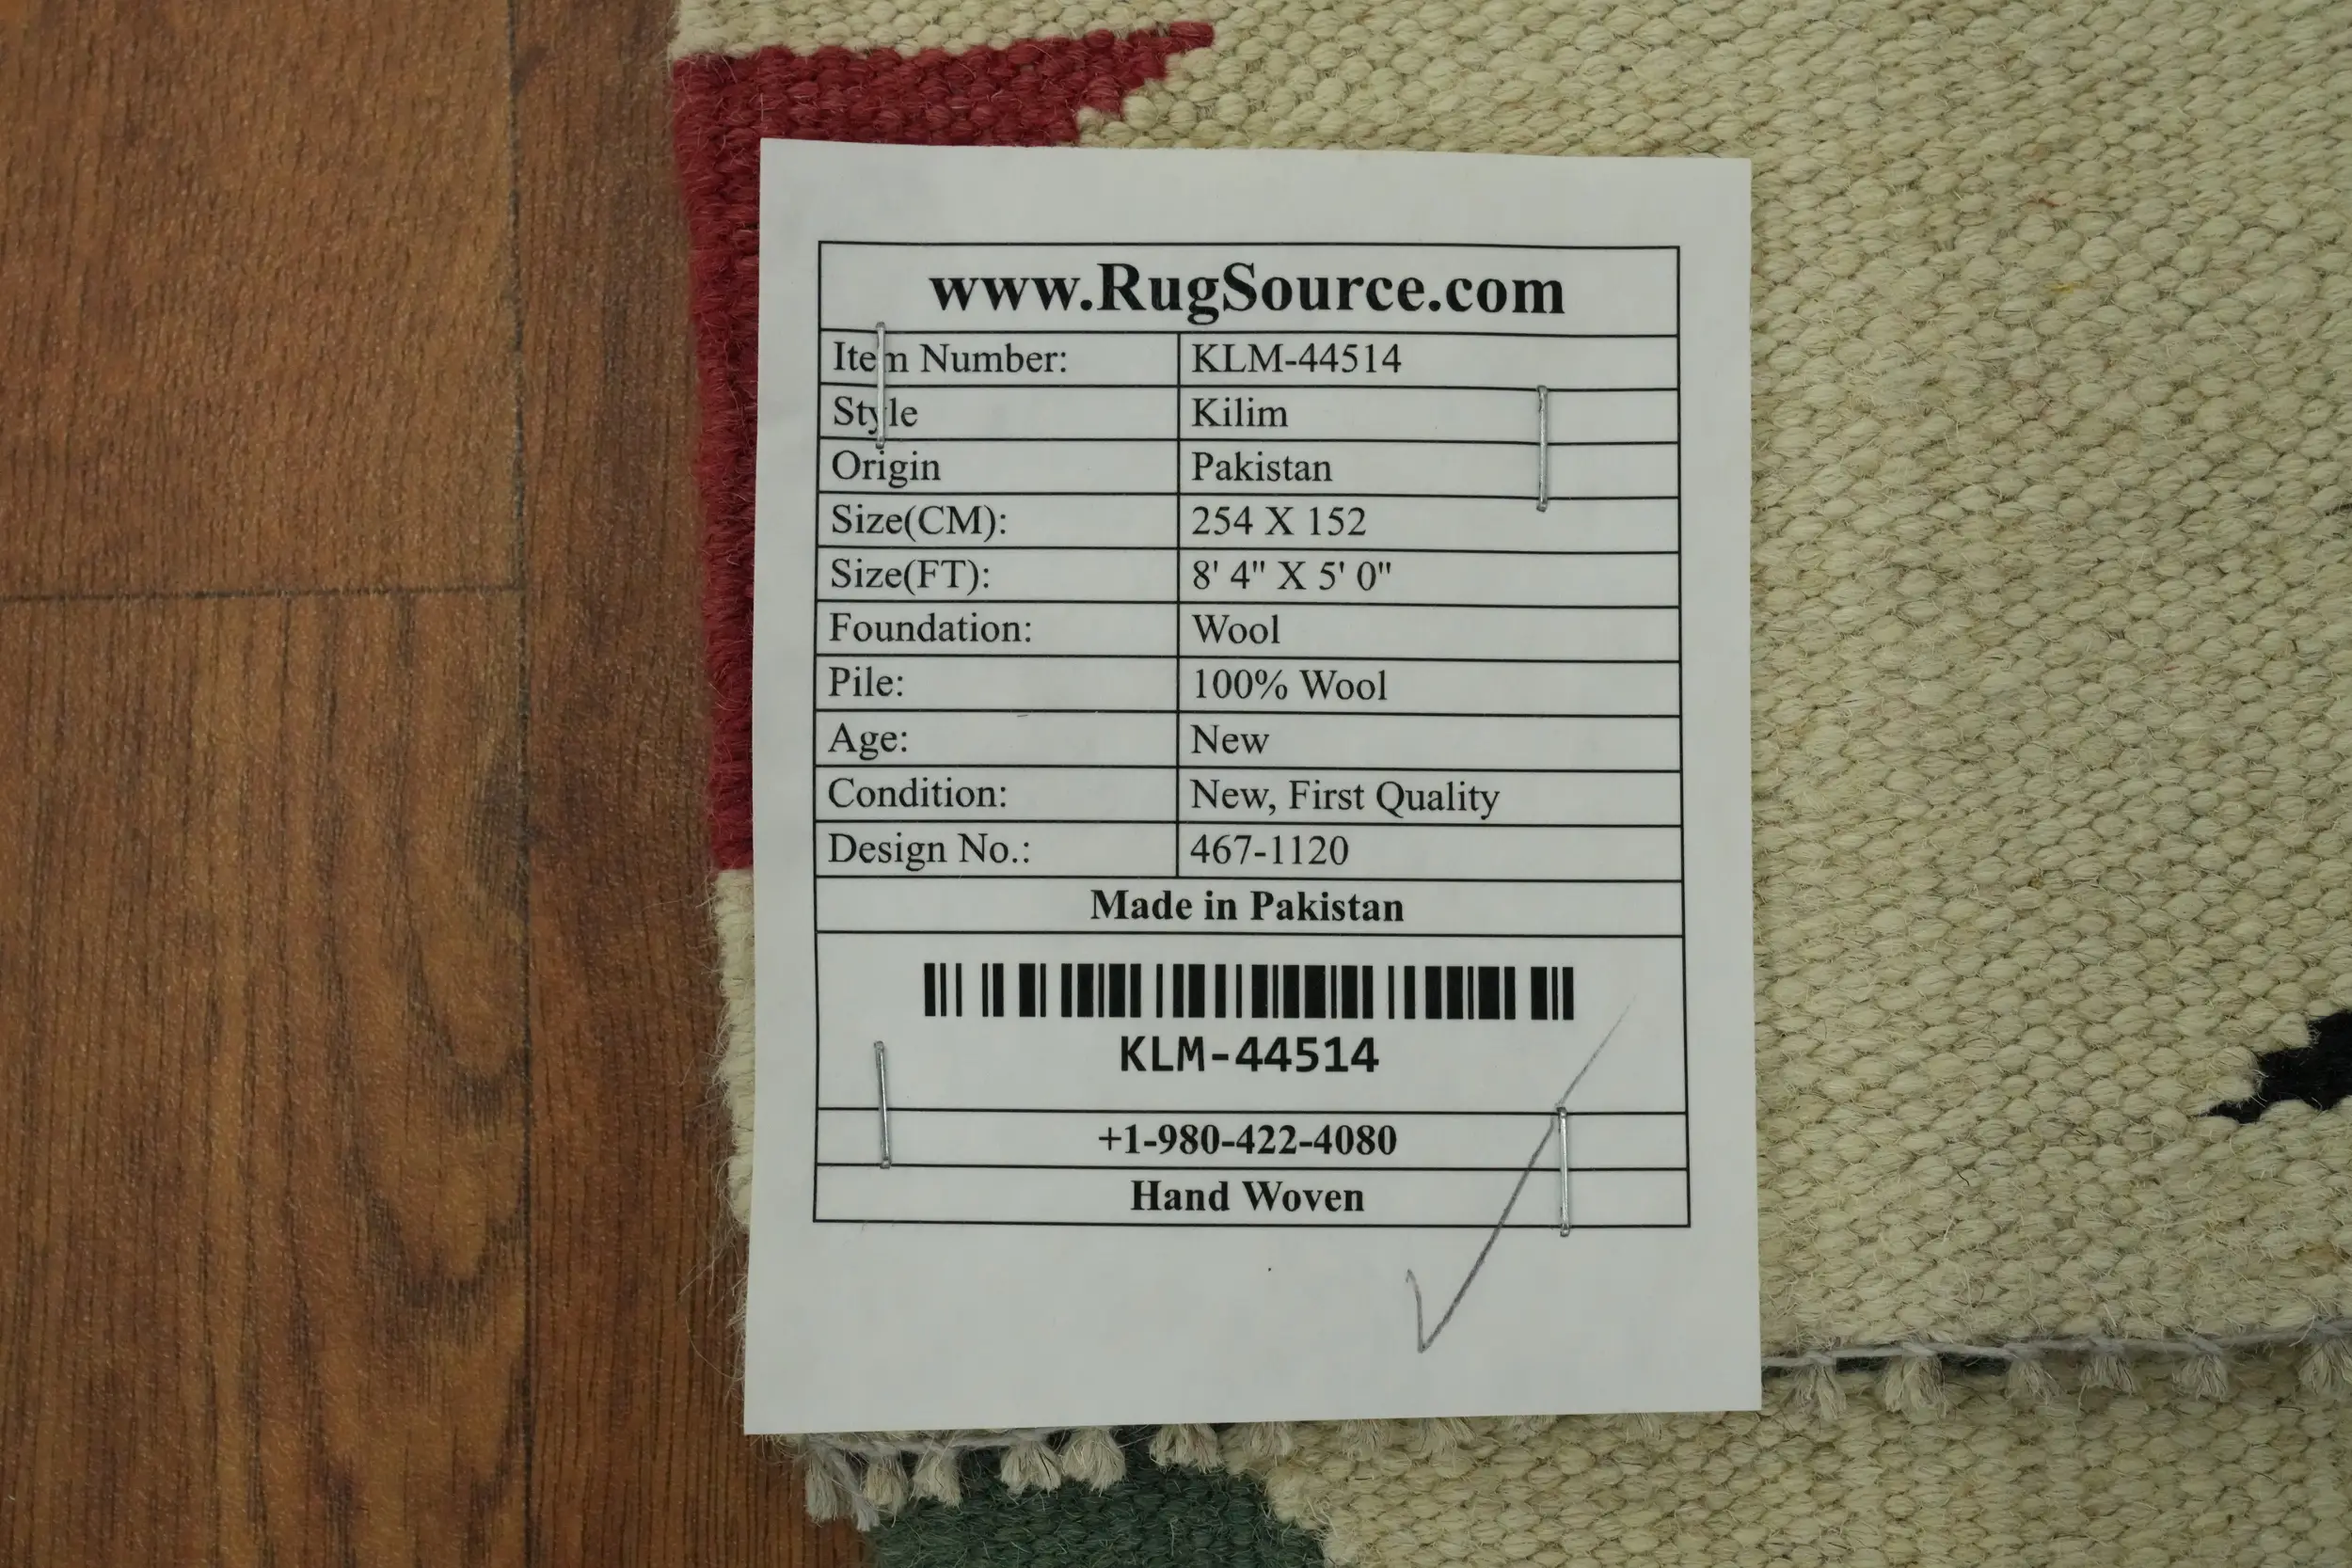 www.RugSource.com
Item Number: KLM-44514
Style Kilim
Origin Pakistan
Size(CM): 254 X 152
Size(FT): 8' 4" X 5' 0"
Foundation: Wool
Pile: 100% Wool
Age: New
Condition: New, First Quality
Design No.: 467-1120
Made in Pakistan
KLM-44514
+1-980-422-4080
Hand Woven